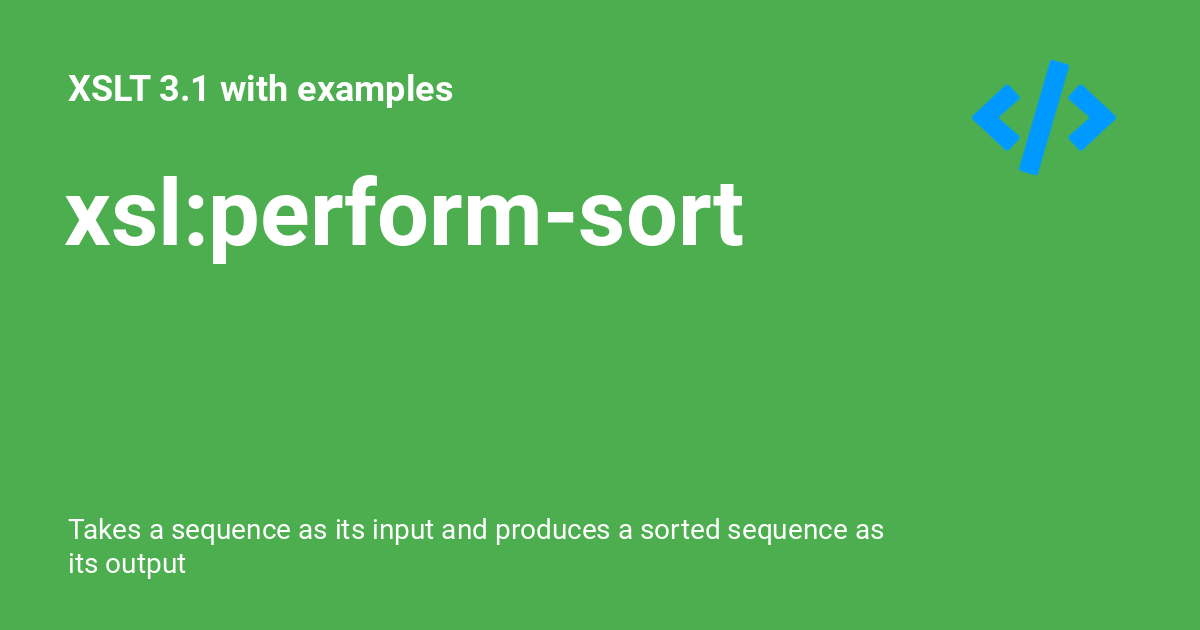 XSLT 3.1 with examples
xsl:perform-sort
Takes a sequence as its input and produces a sorted sequence as
its output